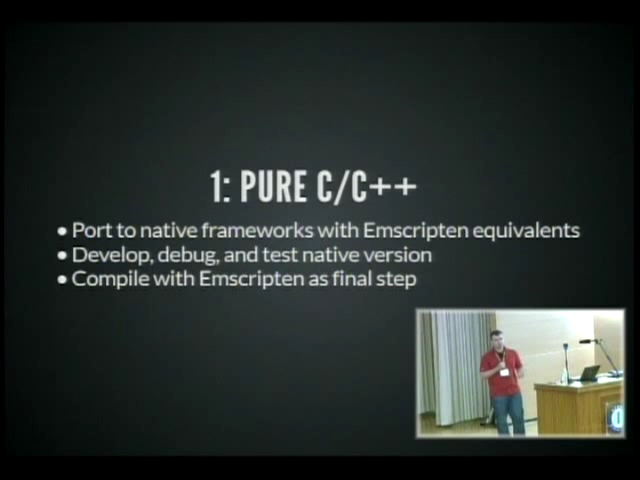 1: PURE C/C++
• Port to native frameworks with Emscripten equivalents
• Develop, debug, and test native version
• Compile with Emscripten as final step